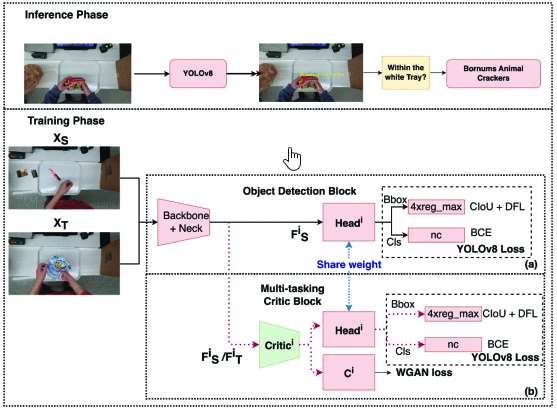 Inference Phase
YOLOv8
Within the
white Tray?
Bornums Animal
Crackers
Training Phase
X_S
X_T
Object Detection Block
Backbone
+ Neck
F^i_S
Head^i
Bbox
4xreg_max
CIoU + DFL
Cls
nc
BCE
YOLOv8 Loss
(a)
Share weight
Multi-tasking
Critic Block
F^i_S /F^i_T
Critic^i
Head^i
Bbox
4xreg_max
CIoU + DFL
Cls
nc
BCE
YOLOv8 Loss
C^i
WGAN loss
(b)